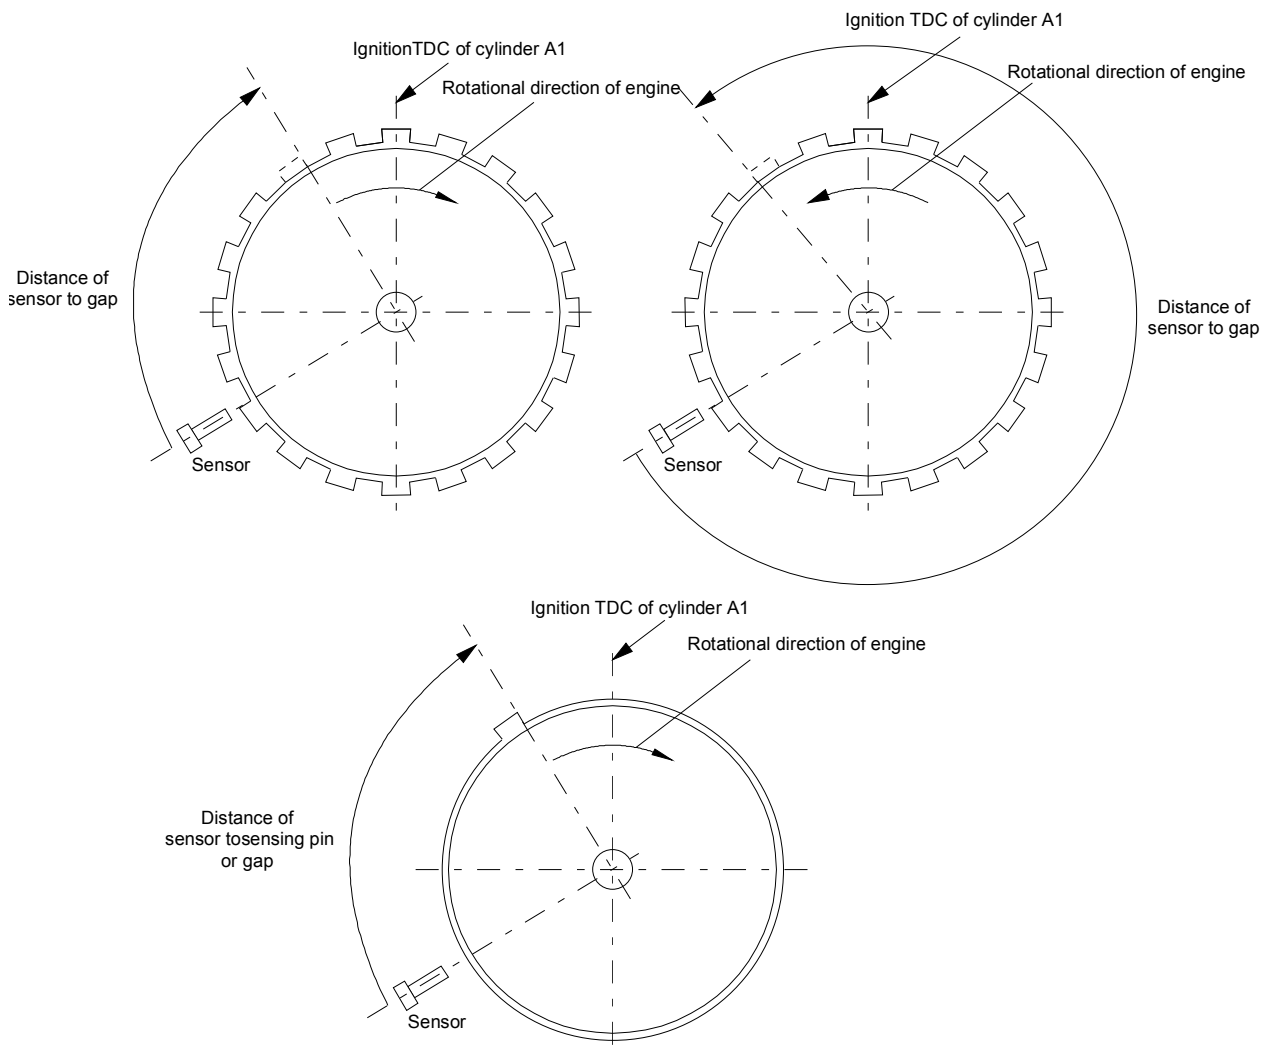 IgnitionTDC of cylinder A1
Rotational direction of engine
Distance of
sensor to gap
Sensor
Ignition TDC of cylinder A1
Rotational direction of engine
Distance of
sensor to gap
Sensor
Ignition TDC of cylinder A1
Rotational direction of engine
Distance of
sensor tosensing pin
or gap
Sensor